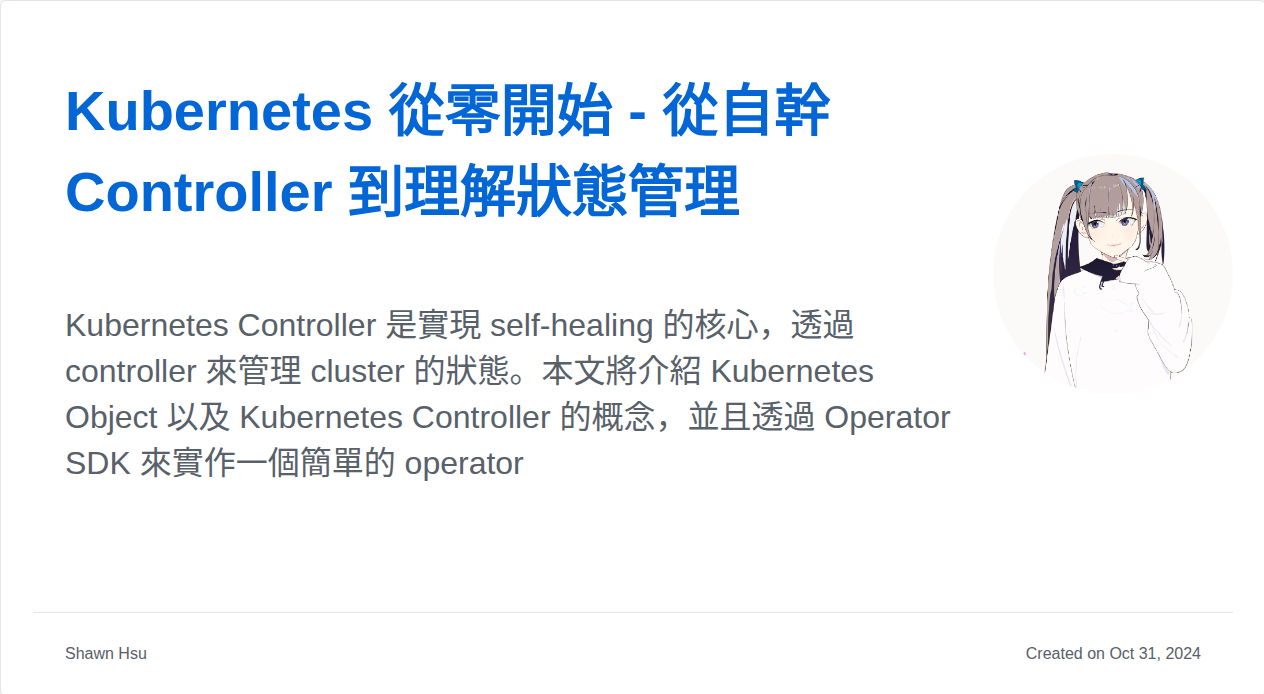 Kubernetes 從零開始 - 從自幹
Controller 到理解狀態管理
Kubernetes Controller 是實現 self-healing 的核心，透過
controller 來管理 cluster 的狀態。本文將介紹 Kubernetes
Object 以及 Kubernetes Controller 的概念，並且透過 Operator
SDK 來實作一個簡單的 operator
Shawn Hsu
Created on Oct 31, 2024